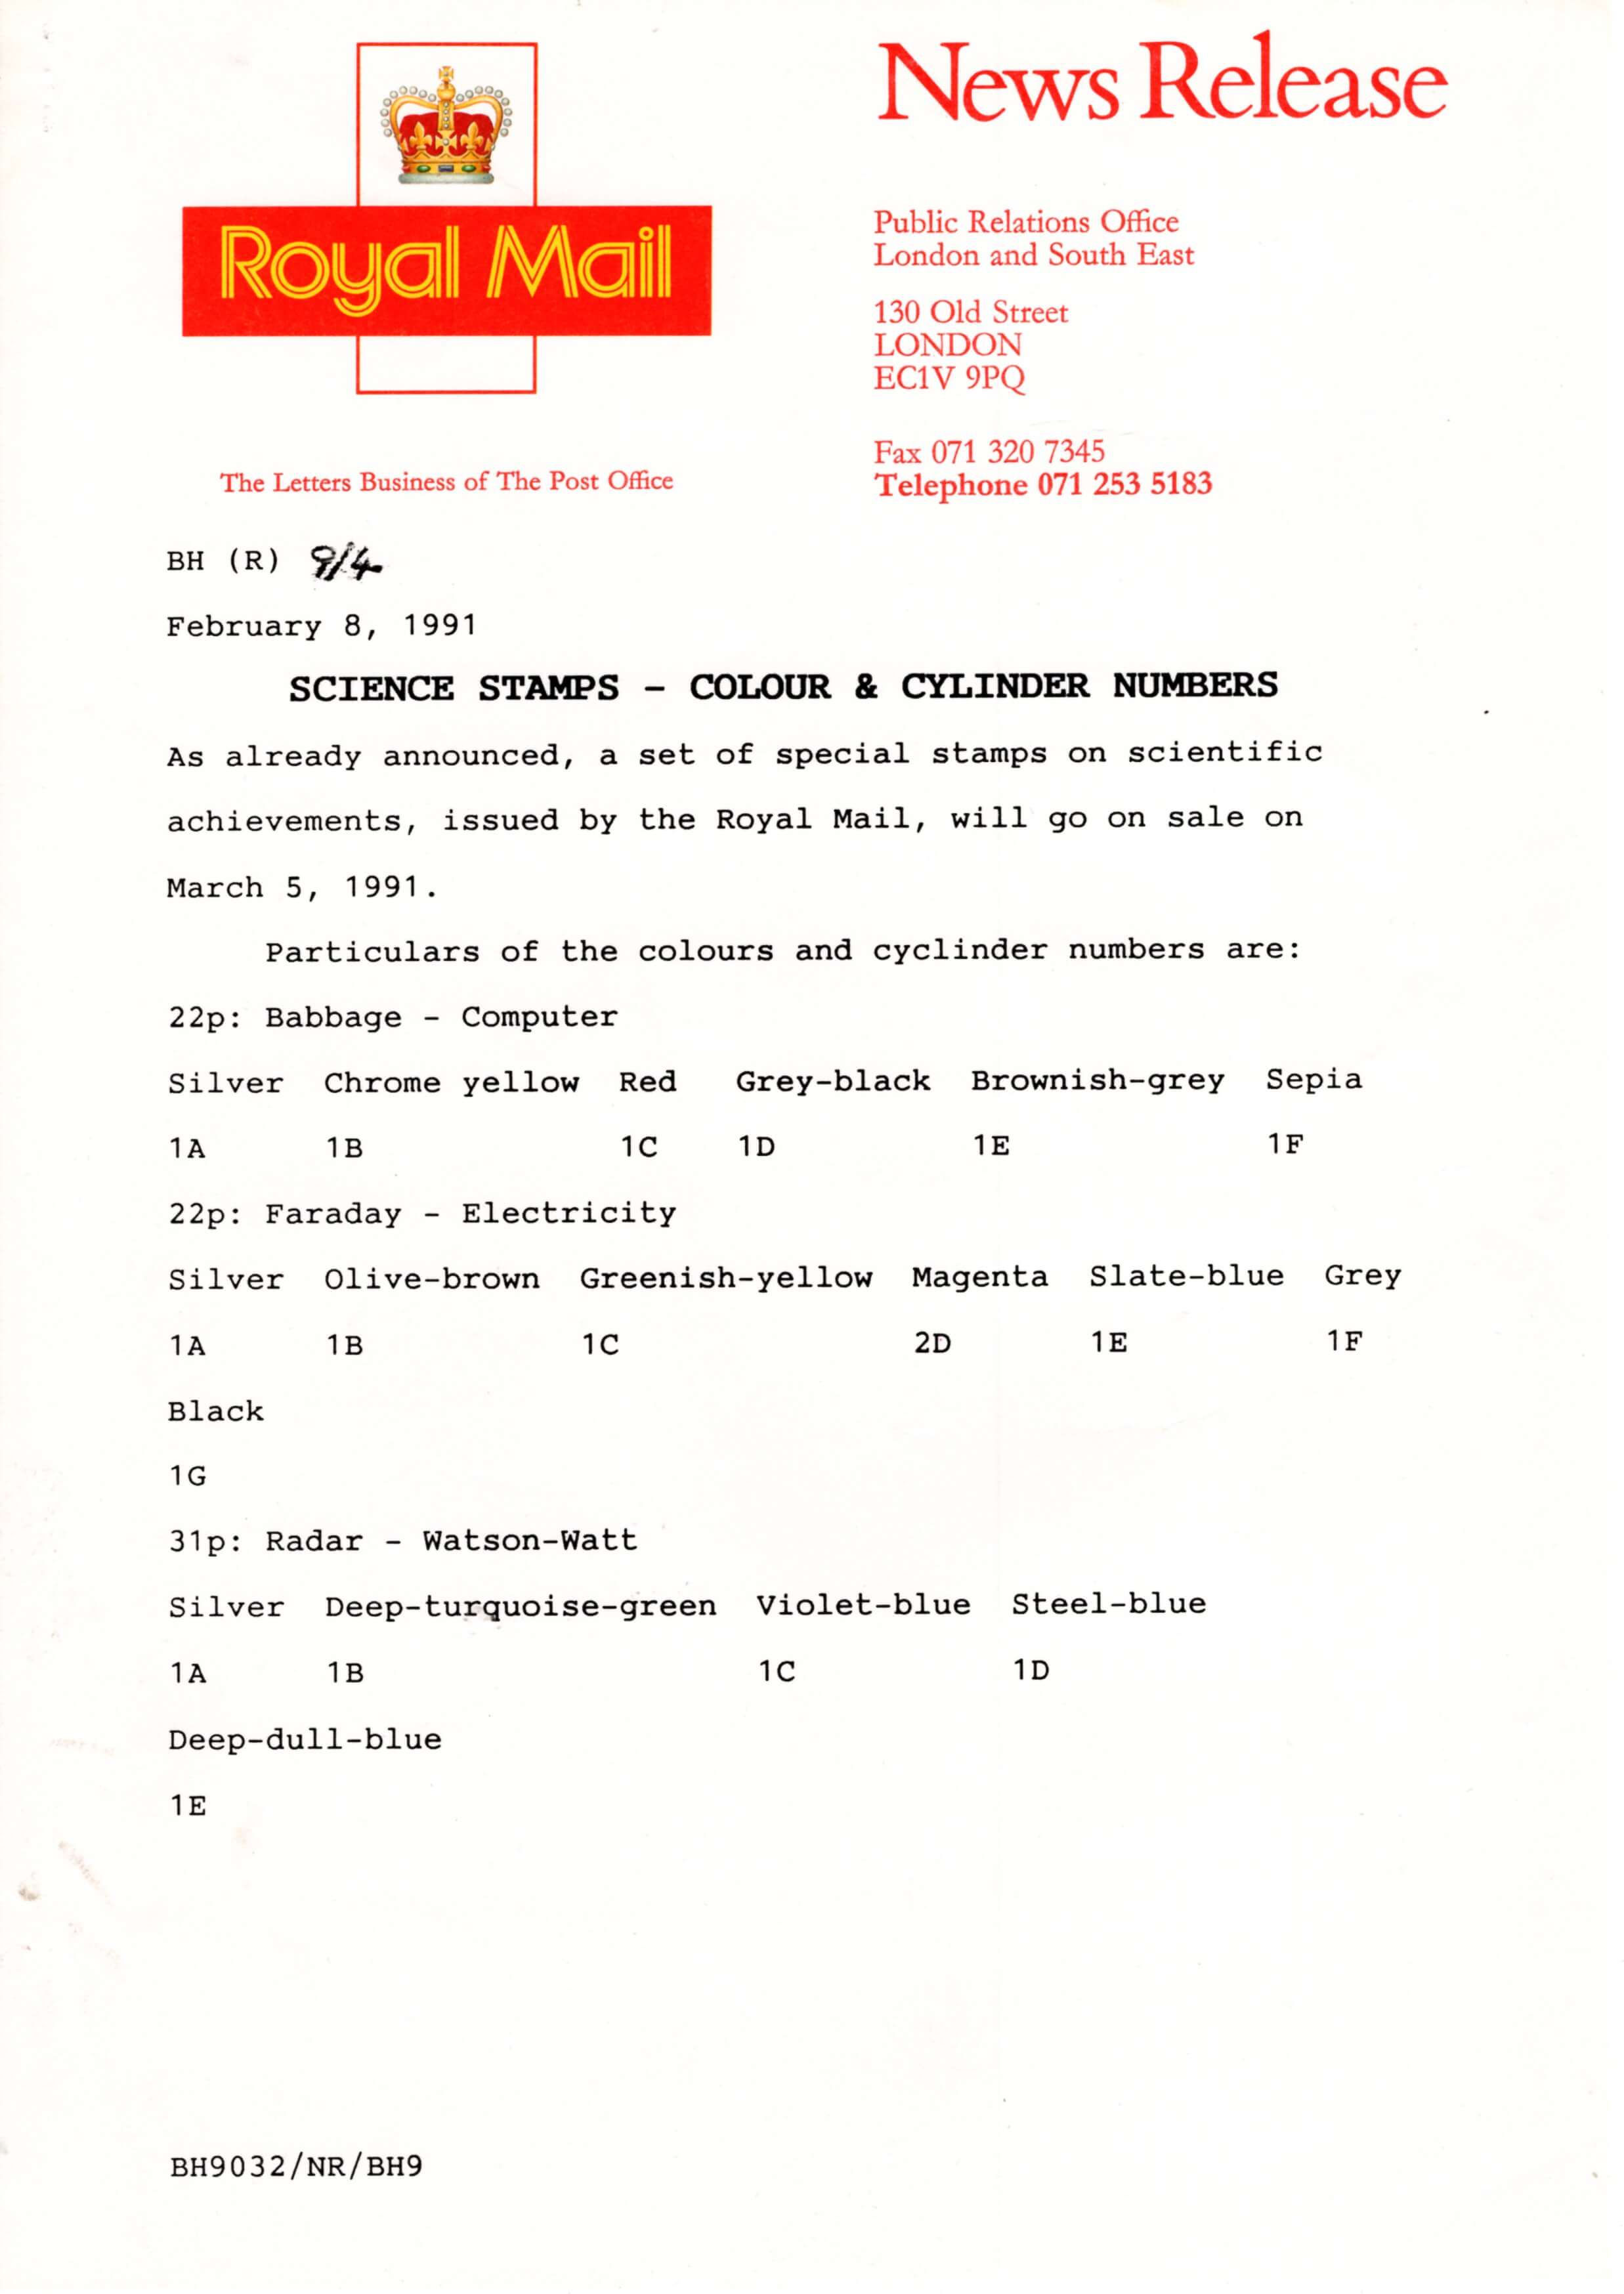 News Release
Royal Mail
The Letters Business of The Post Office
Public Relations Office
London and South East
130 Old Street
LONDON
EC1V 9PQ
Fax 071 320 7345
Telephone 071 253 5183
BH (R) 9/4
February 8, 1991
SCIENCE STAMPS – COLOUR & CYLINDER NUMBERS
As already announced, a set of special stamps on scientific
achievements, issued by the Royal Mail, will go on sale on
March 5, 1991.
Particulars of the colours and cyclinder numbers are:
22p: Babbage – Computer
Silver Chrome yellow Red Grey-black Brownish-grey Sepia
1A 1B 1C 1D 1E 1F
22p: Faraday – Electricity
Silver Olive-brown Greenish-yellow Magenta Slate-blue Grey
1A 1B 1C 2D 1E 1F
Black
1G
31p: Radar – Watson-Watt
Silver Deep-turquoise-green Violet-blue Steel-blue
1A 1B 1C 1D
Deep-dull-blue
1E
BH9032/NR/BH9